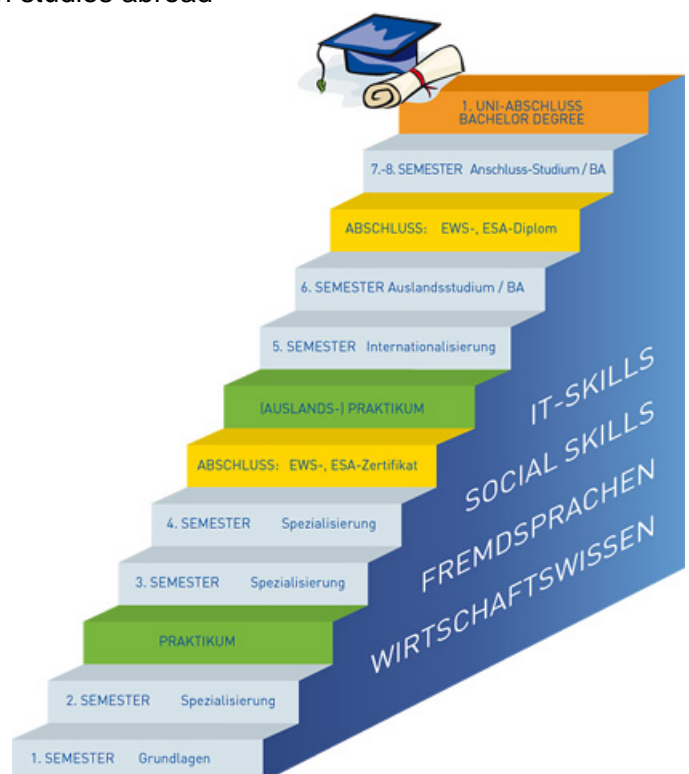 studies abroad
1. UNI-ABSCHLUSS
BACHELOR DEGREE
7.-8. SEMESTER Anschluss-Studium / BA
ABSCHLUSS: EWS-, ESA-Diplom
6. SEMESTER Auslandsstudium / BA
5. SEMESTER Internationalisierung
(AUSLANDS-) PRAKTIKUM
ABSCHLUSS: EWS-, ESA-Zertifikat
4. SEMESTER Spezialisierung
3. SEMESTER Spezialisierung
PRAKTIKUM
2. SEMESTER Spezialisierung
1. SEMESTER Grundlagen
IT-SKILLS
SOCIAL SKILLS
FREMDSPRACHEN
WIRTSCHAFTSWISSEN